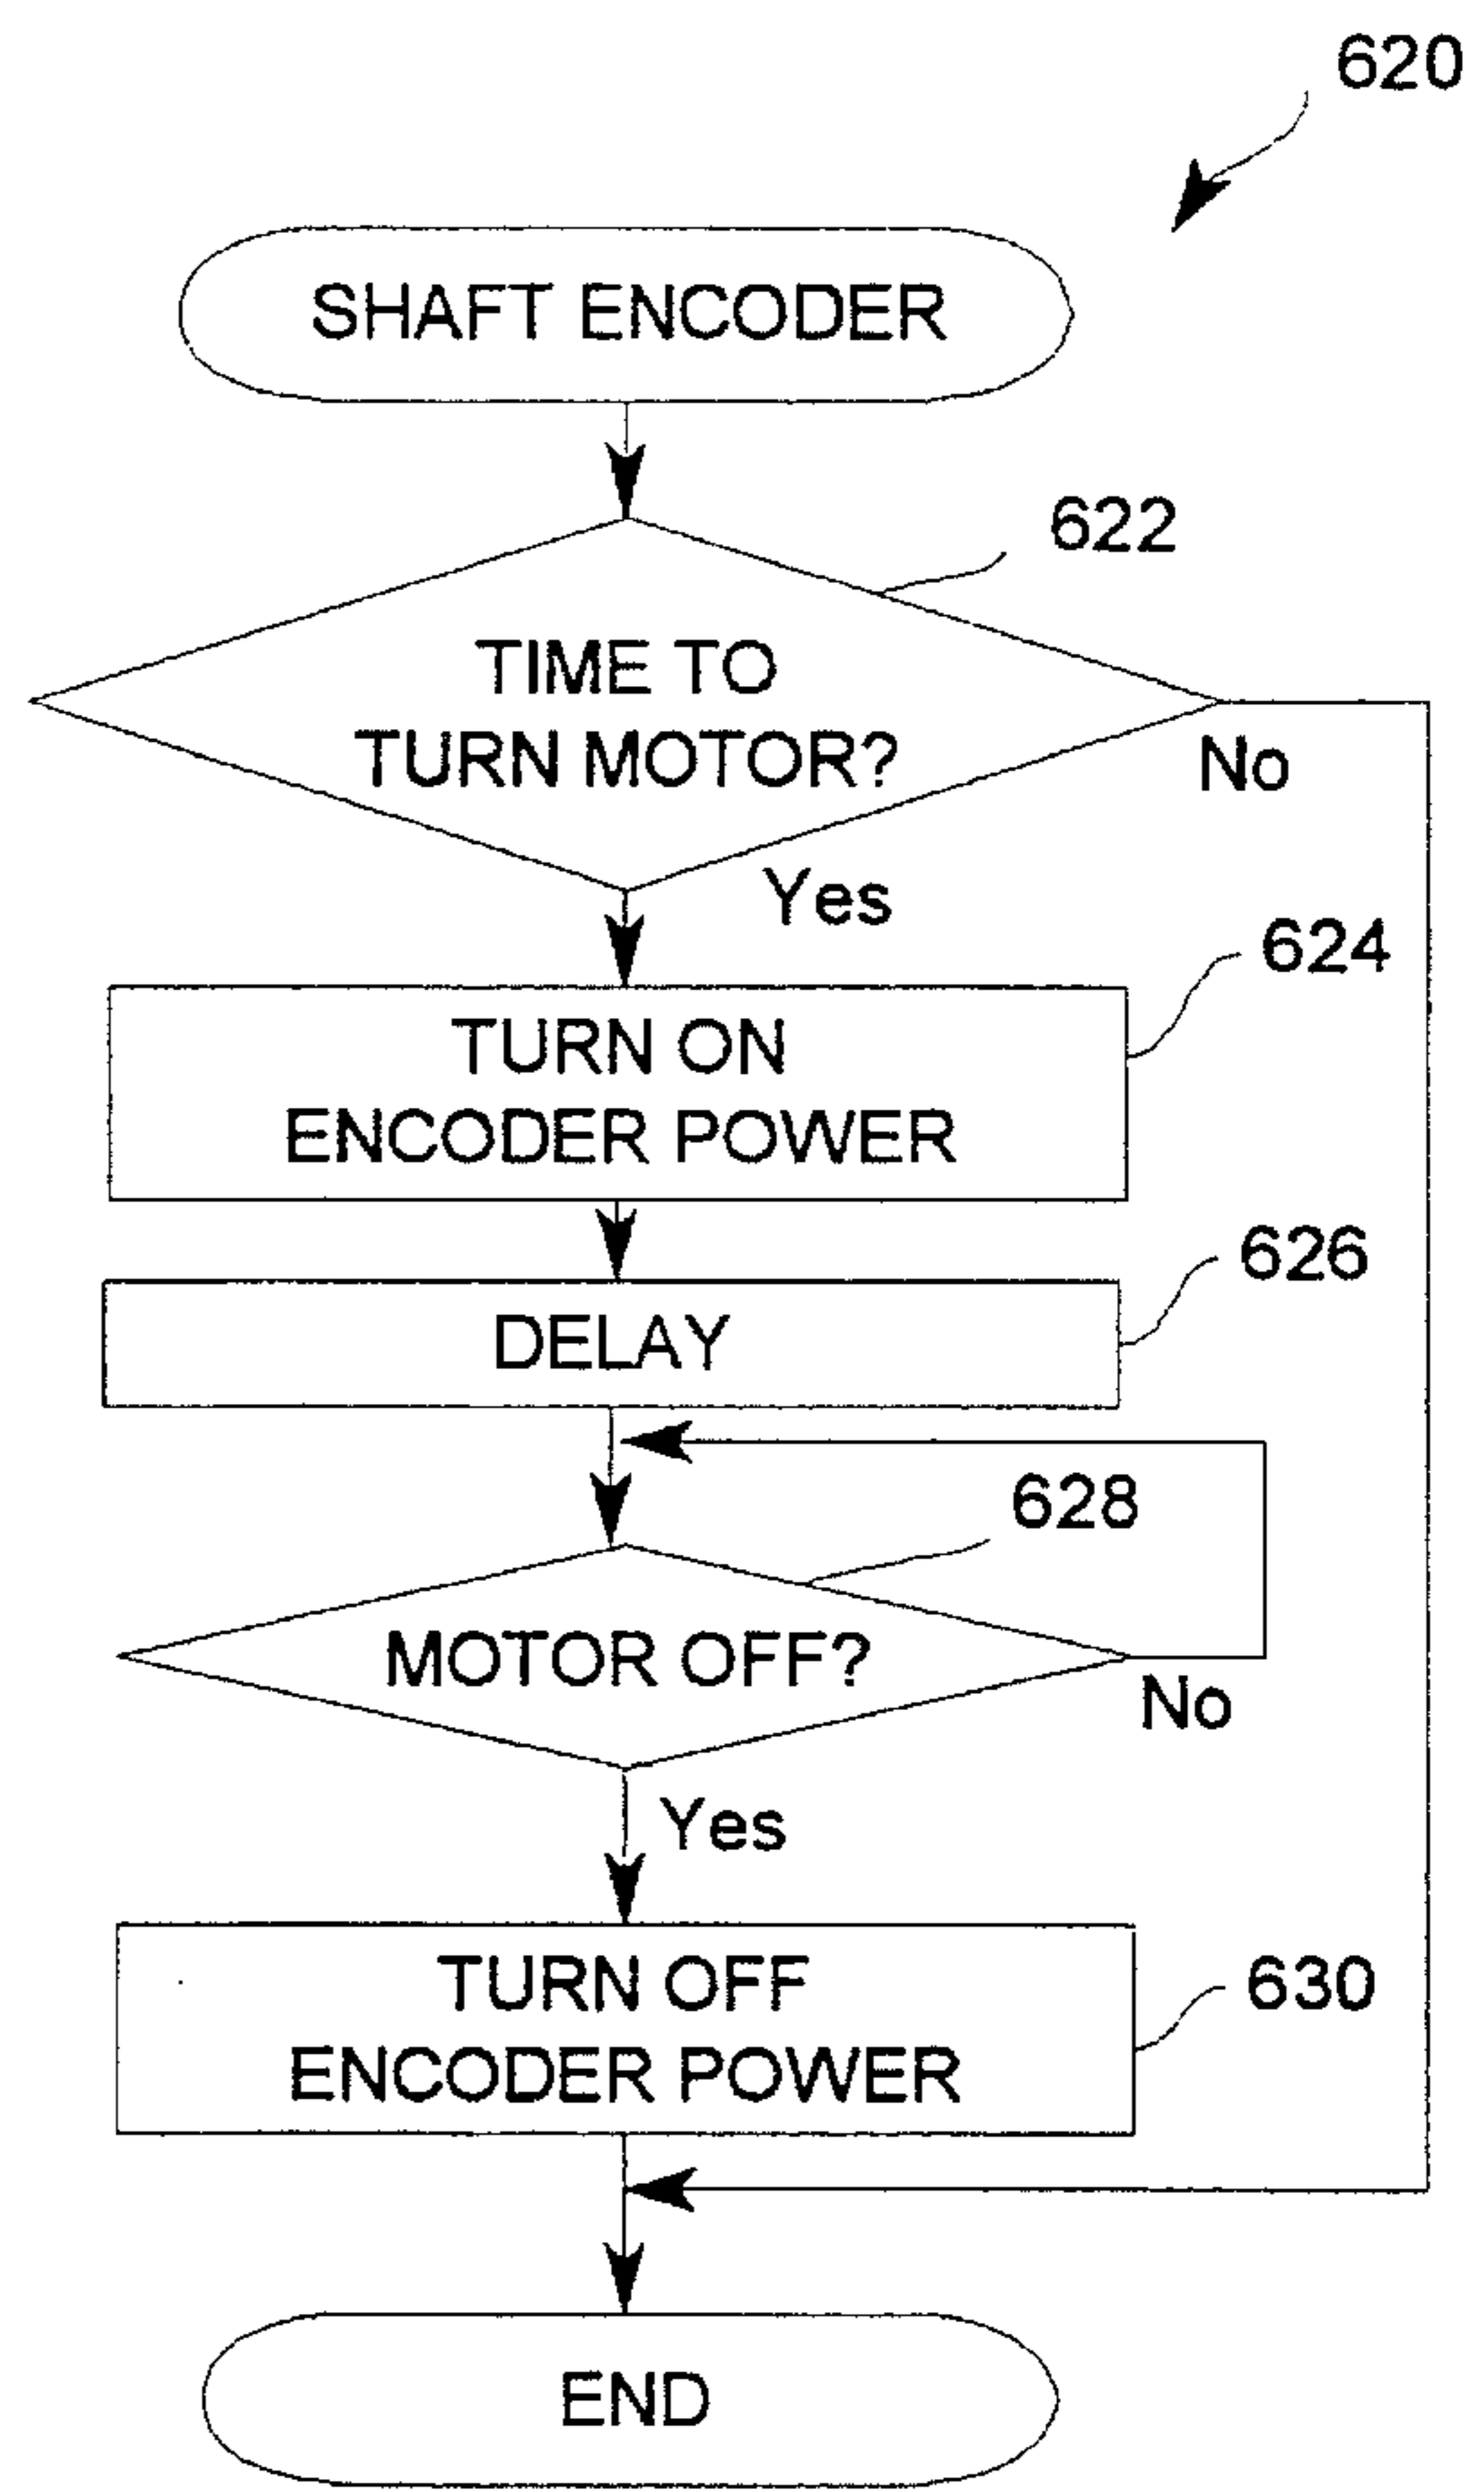 620
SHAFT ENCODER
622
TIME TO
TURN MOTOR?
No
Yes
624
TURN ON
ENCODER POWER
626
DELAY
628
MOTOR OFF?
No
Yes
TURN OFF
630
ENCODER POWER
END